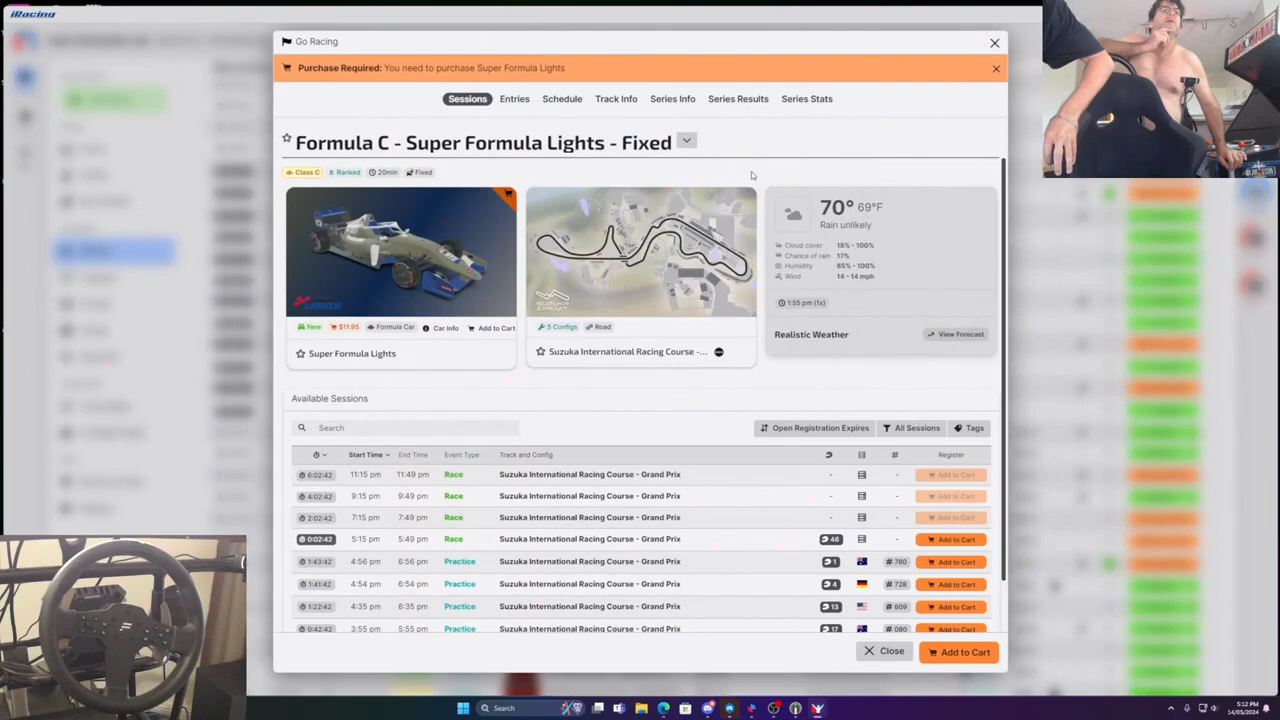 iRacing
Go Racing
Purchase Required: You need to purchase Super Formula Lights
Sessions Entries Schedule Track Info Series Info Series Results Series Stats
Formula C - Super Formula Lights - Fixed
Class C Ranked 20min Fixed
70° 69°F
Rain unlikely
Cloud cover 18% - 100%
Chance of rain 17%
Humidity 65% - 100%
Wind 14 - 14 mph
1:55 pm (1x)
LIGHTS
SUZUKA
CIRCUIT
New $11.95 Formula Car Car Info Add to Cart
5 Configs Road
Realistic Weather View Forecast
Super Formula Lights
Suzuka International Racing Course -...
Available Sessions
Search Open Registration Expires All Sessions Tags
Start Time End Time Event Type Track and Config # Register
6:02:42 11:15 pm 11:49 pm Race Suzuka International Racing Course - Grand Prix - - Add to Cart
4:02:42 9:15 pm 9:49 pm Race Suzuka International Racing Course - Grand Prix - - Add to Cart
2:02:42 7:15 pm 7:49 pm Race Suzuka International Racing Course - Grand Prix - - Add to Cart
0:02:42 5:15 pm 5:49 pm Race Suzuka International Racing Course - Grand Prix 46 - Add to Cart
1:43:42 4:56 pm 6:56 pm Practice Suzuka International Racing Course - Grand Prix 1 #780 Add to Cart
1:41:42 4:54 pm 6:54 pm Practice Suzuka International Racing Course - Grand Prix 4 #728 Add to Cart
1:22:42 4:35 pm 6:35 pm Practice Suzuka International Racing Course - Grand Prix 13 #609 Add to Cart
0:42:42 3:55 pm 5:55 pm Practice Suzuka International Racing Course - Grand Prix 17 #080 Add to Cart
Close Add to Cart
Search
5:12 PM
14/05/2024